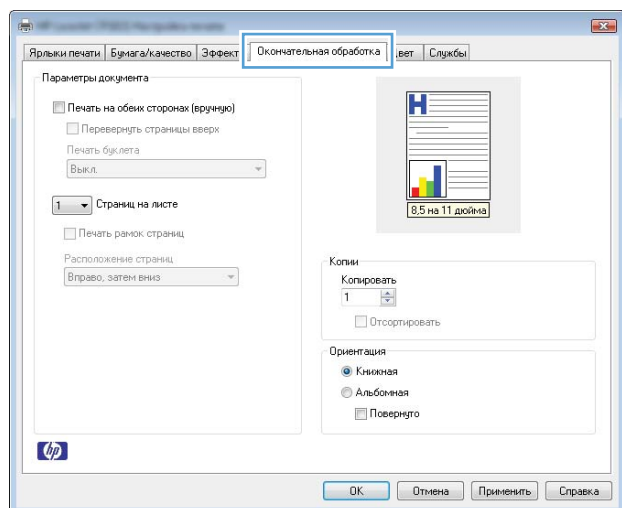 Ярлыки печати Бумага/качество Эффект Окончательная обработка вет Службы
Параметры документа
Печать на обеих сторонах (вручную)
Перевернуть страницы вверх
Печать буклета
Выкл.
1 Страниц на листе
Печать рамок страниц
Расположение страниц
Вправо, затем вниз
H
8,5 на 11 дюйма
Копии
Копировать
1
Отсортировать
Ориентация
Книжная
Альбомная
Повернуто
hp
OK Отмена Применить Справка